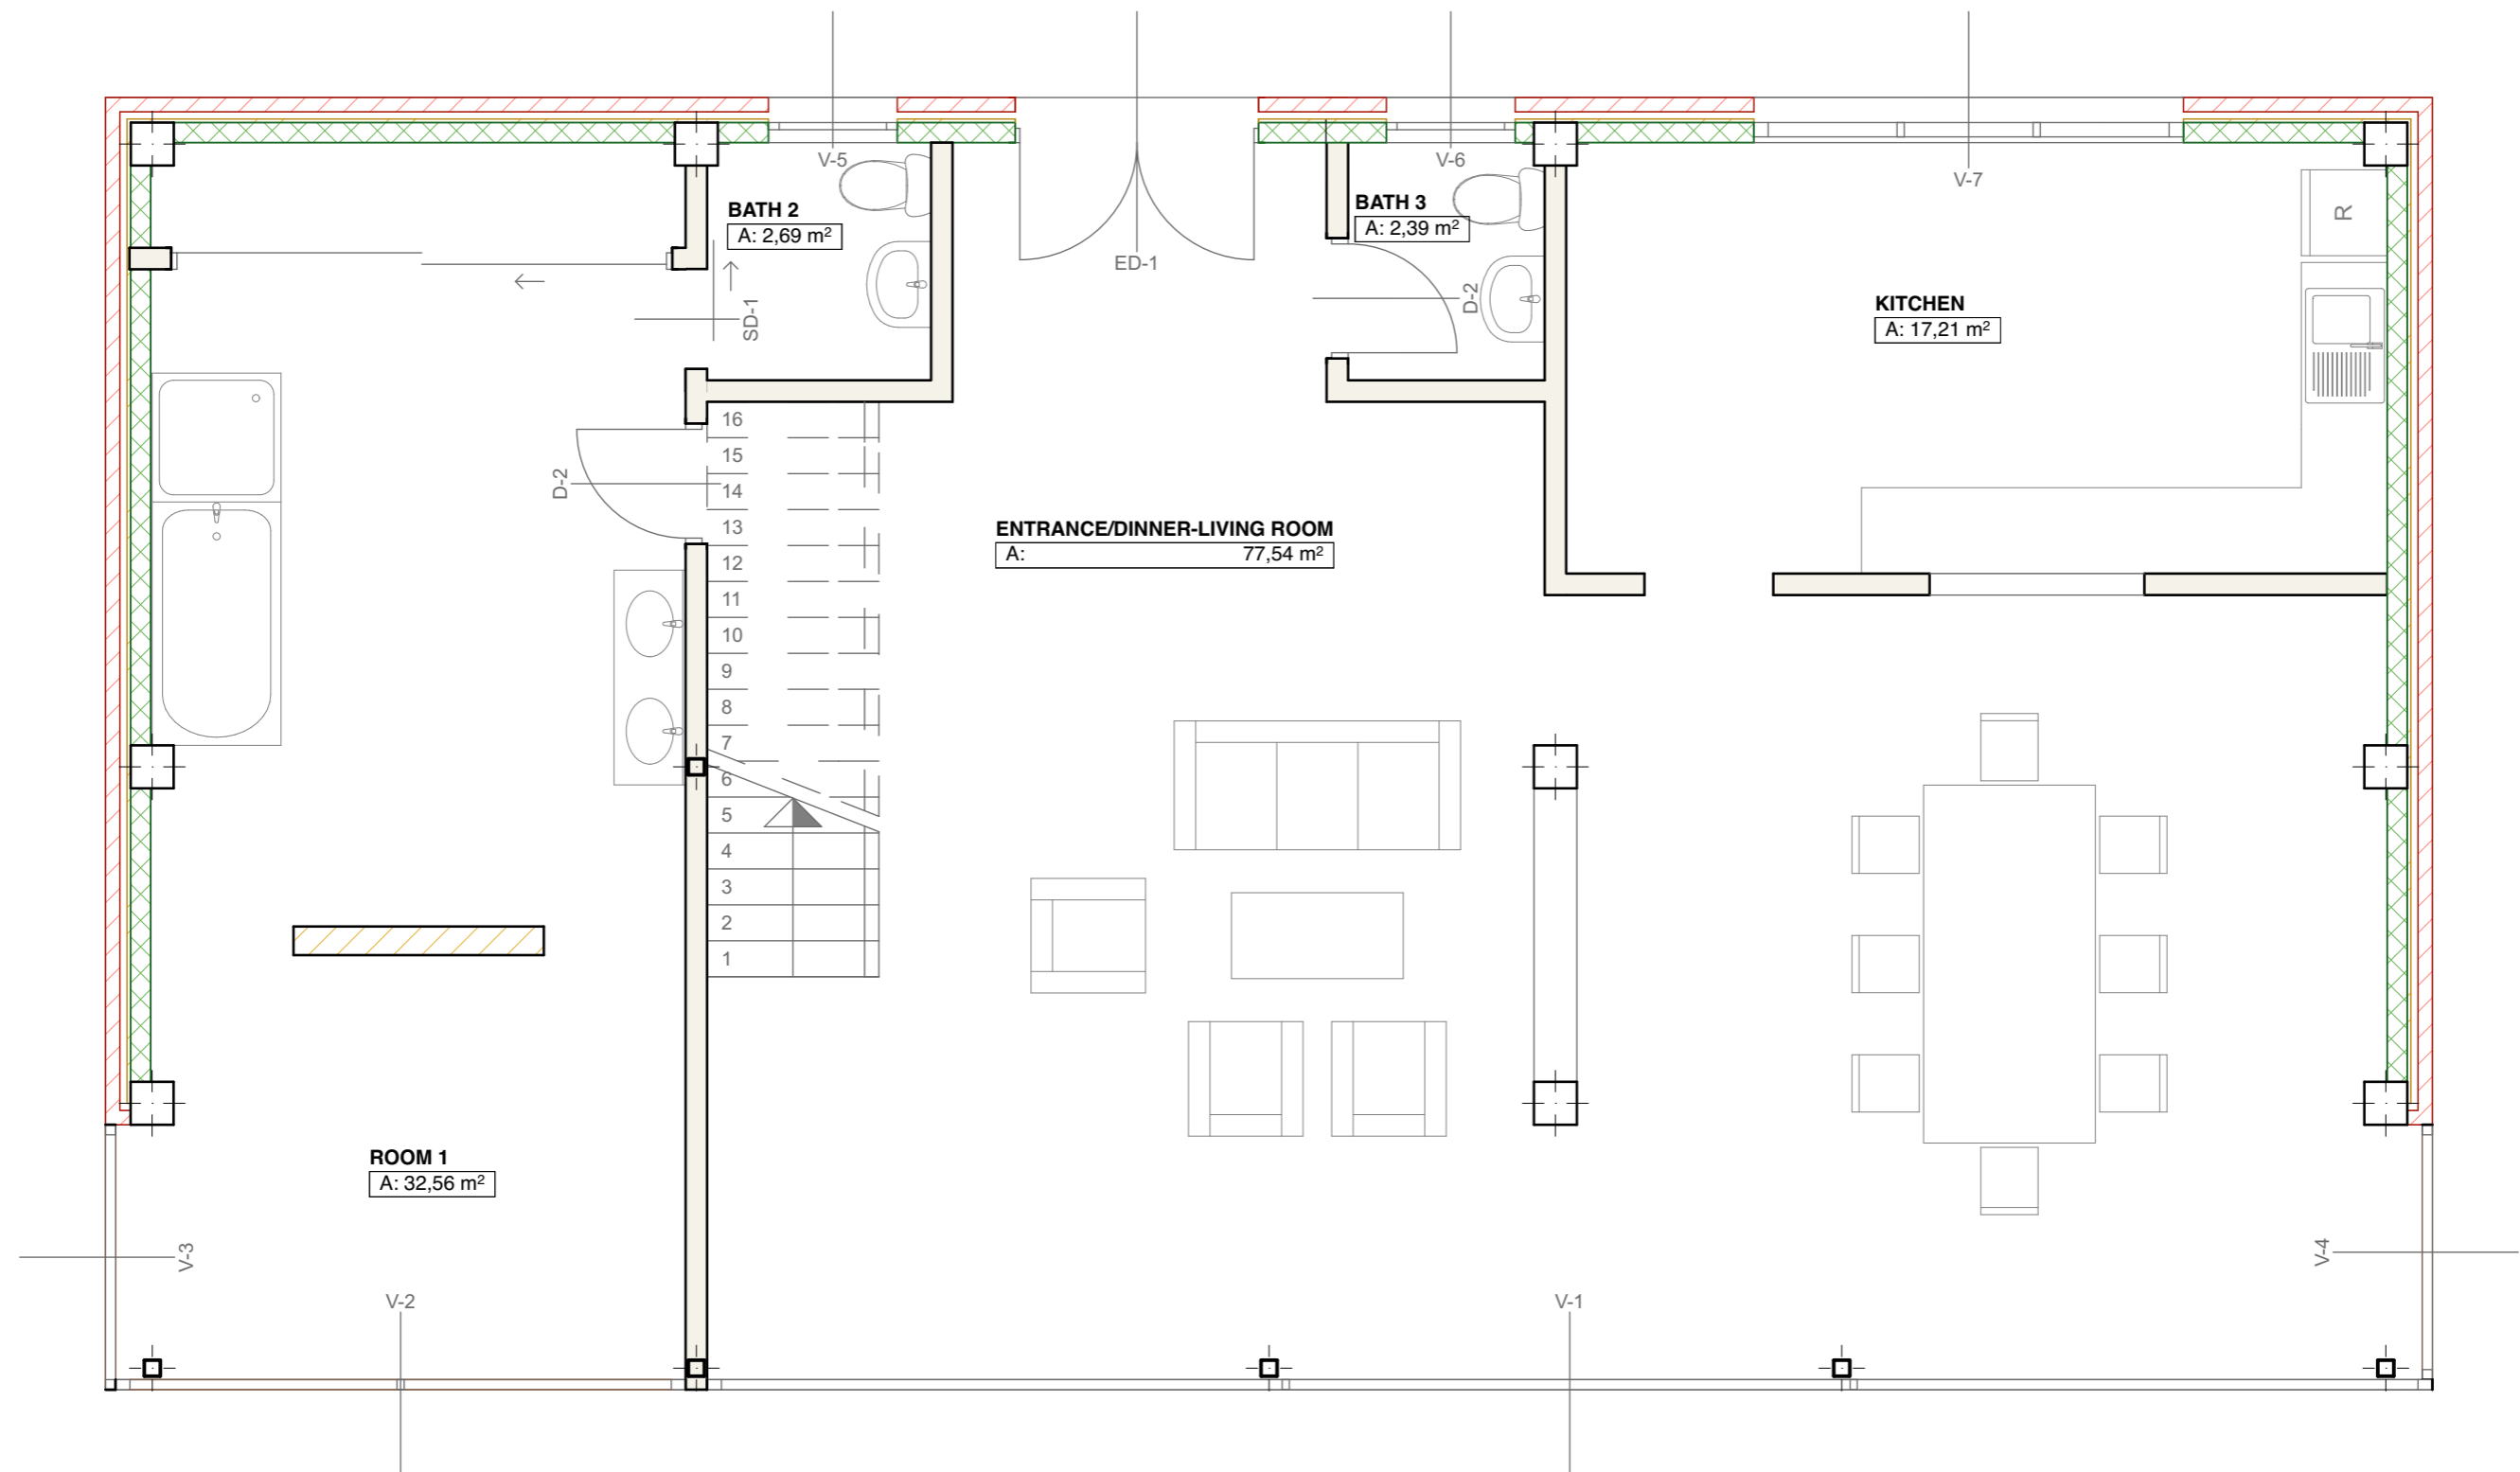 V-5
V-6
V-7
BATH 2
A: 2,69 m²
BATH 3
A: 2,39 m²
R
ED-1
SD-1
D-2
KITCHEN
A: 17,21 m²
D-2
ENTRANCE/DINNER-LIVING ROOM
A: 77,54 m²
16
15
14
13
12
11
10
9
8
7
6
5
4
3
2
1
ROOM 1
A: 32,56 m²
V-3
V-4
V-2
V-1